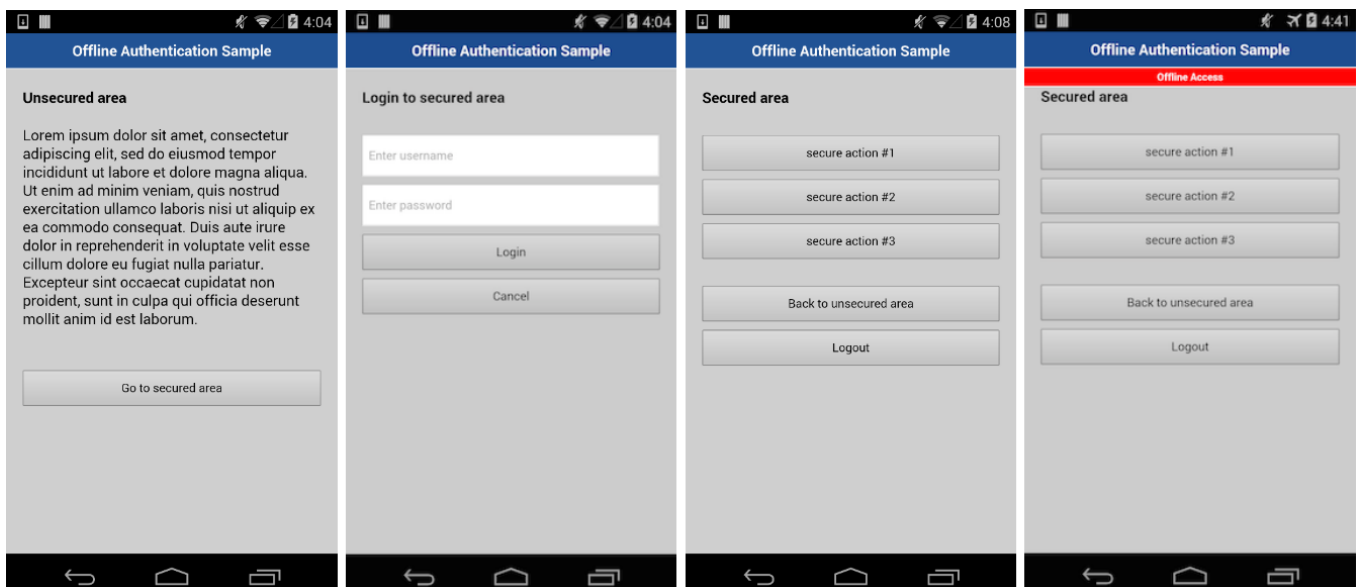 4:04
Offline Authentication Sample
Unsecured area
Lorem ipsum dolor sit amet, consectetur
adipiscing elit, sed do eiusmod tempor
incididunt ut labore et dolore magna aliqua.
Ut enim ad minim veniam, quis nostrud
exercitation ullamco laboris nisi ut aliquip ex
ea commodo consequat. Duis aute irure
dolor in reprehenderit in voluptate velit esse
cillum dolore eu fugiat nulla pariatur.
Excepteur sint occaecat cupidatat non
proident, sunt in culpa qui officia deserunt
mollit anim id est laborum.
Go to secured area
4:04
Offline Authentication Sample
Login to secured area
Enter username
Enter password
Login
Cancel
4:08
Offline Authentication Sample
Secured area
secure action #1
secure action #2
secure action #3
Back to unsecured area
Logout
4:41
Offline Authentication Sample
Offline Access
Secured area
secure action #1
secure action #2
secure action #3
Back to unsecured area
Logout